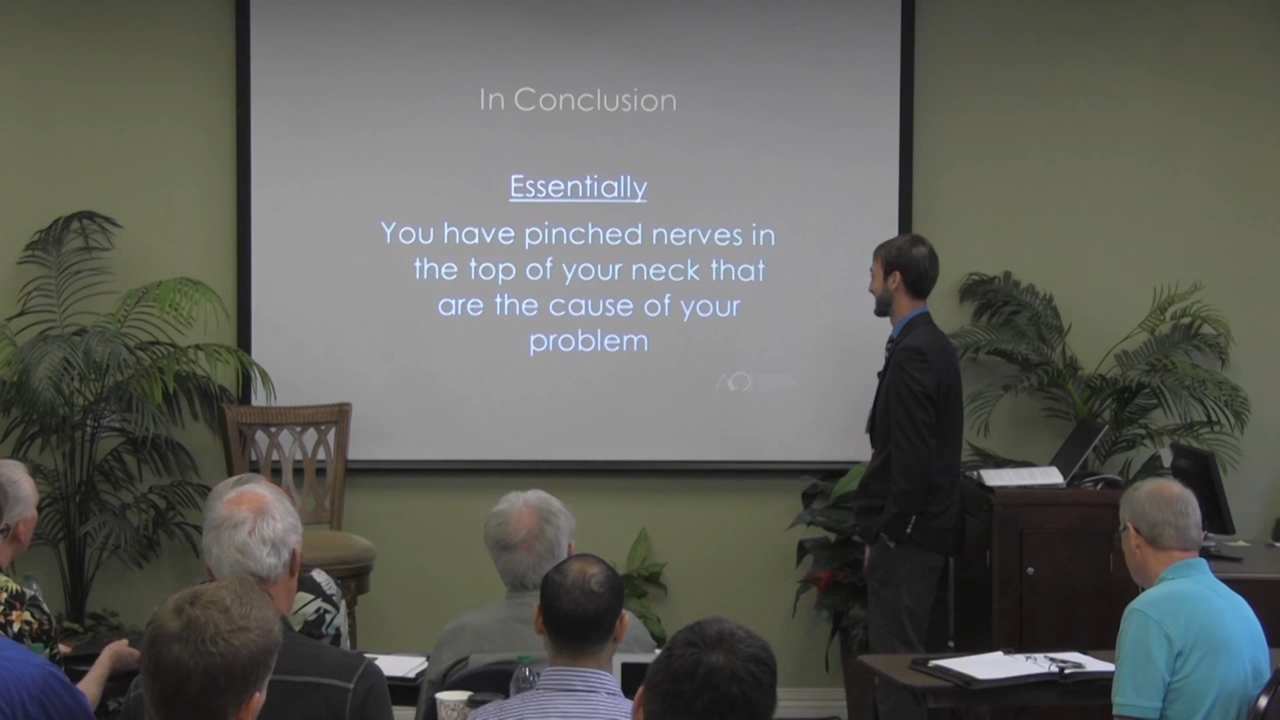 In Conclusion
Essentially
You have pinched nerves in
the top of your neck that
are the cause of your
problem